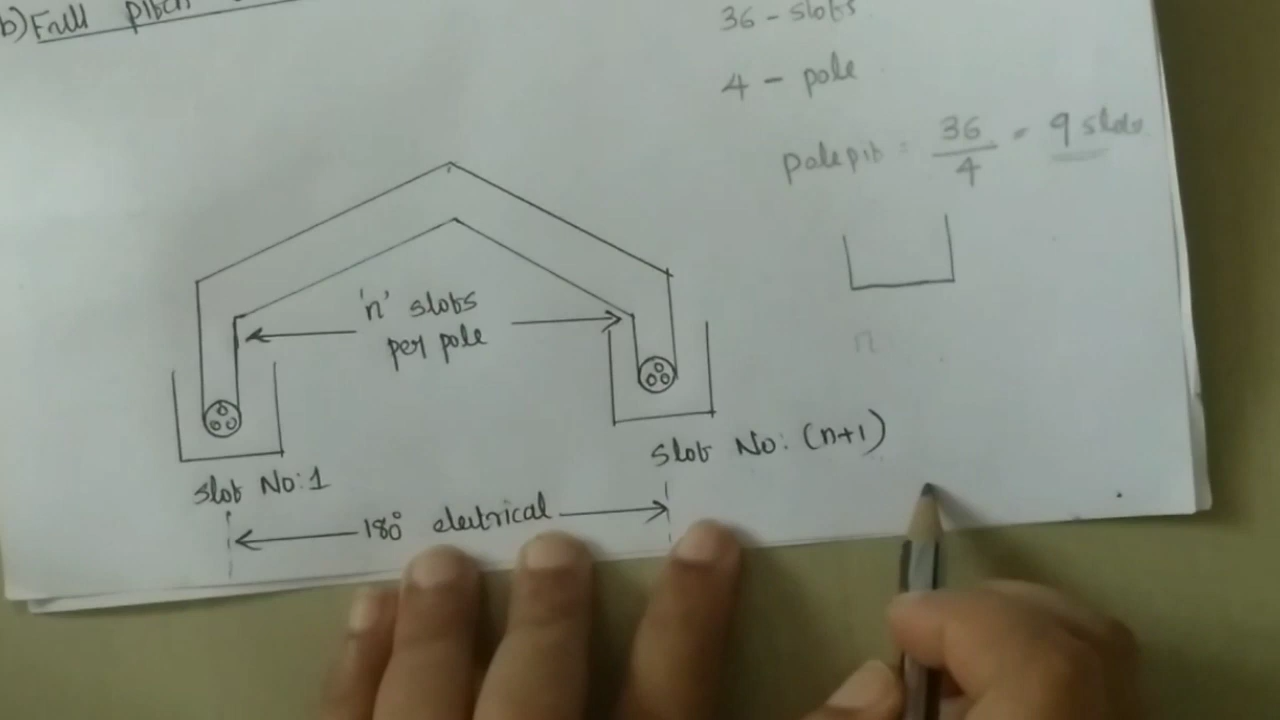 b) Full pitch
36 - slots
4 - pole
pole pit = 36/4 = 9 slots
'n' slots
per pole
n
slot No: 1
slot No: (n+1)
180° electrical